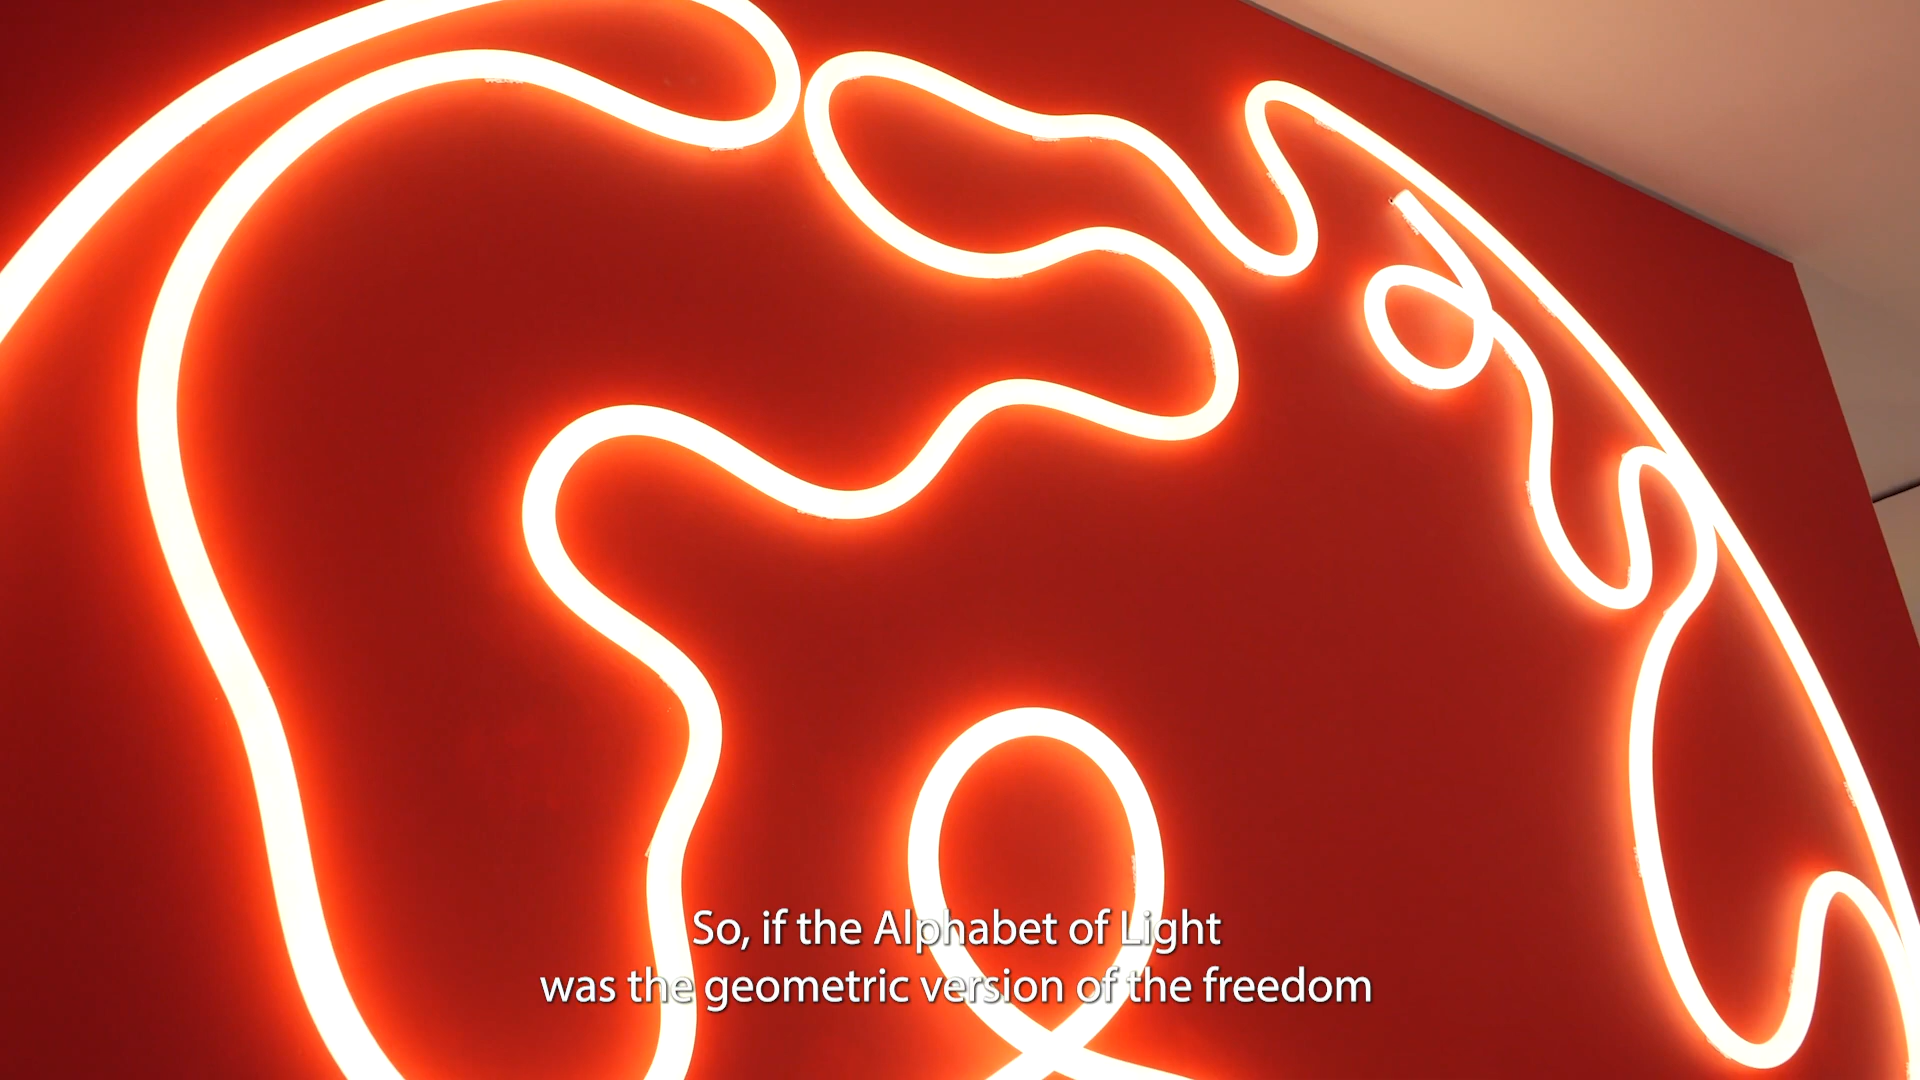 So, if the Alphabet of Light
was the geometric version of the freedom